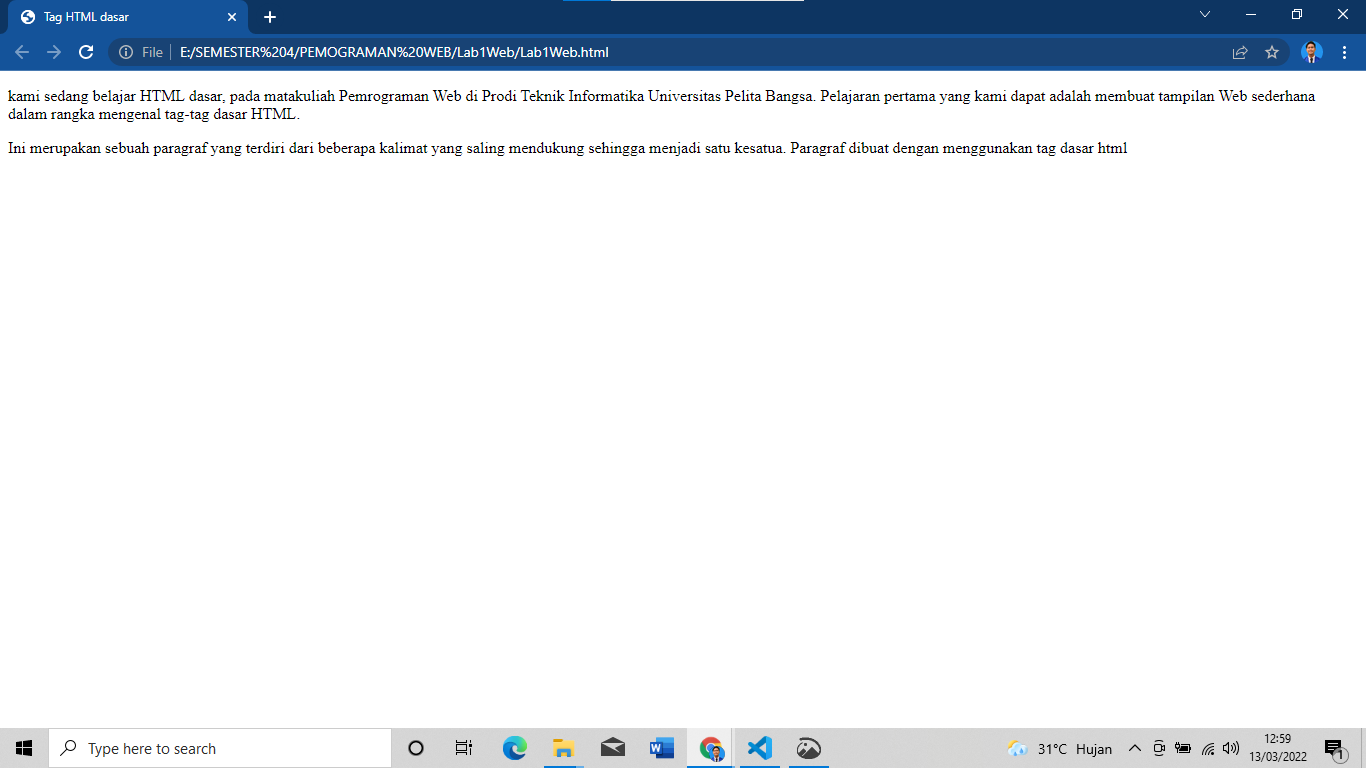 Tag HTML dasar
File
E:/SEMESTER%204/PEMOGRAMAN%20WEB/Lab1Web/Lab1Web.html
kami sedang belajar HTML dasar, pada matakuliah Pemrograman Web di Prodi Teknik Informatika Universitas Pelita Bangsa. Pelajaran pertama yang kami dapat adalah membuat tampilan Web sederhana
dalam rangka mengenal tag-tag dasar HTML.
Ini merupakan sebuah paragraf yang terdiri dari beberapa kalimat yang saling mendukung sehingga menjadi satu kesatua. Paragraf dibuat dengan menggunakan tag dasar html
Type here to search
W
31°C Hujan
12:59
13/03/2022
1